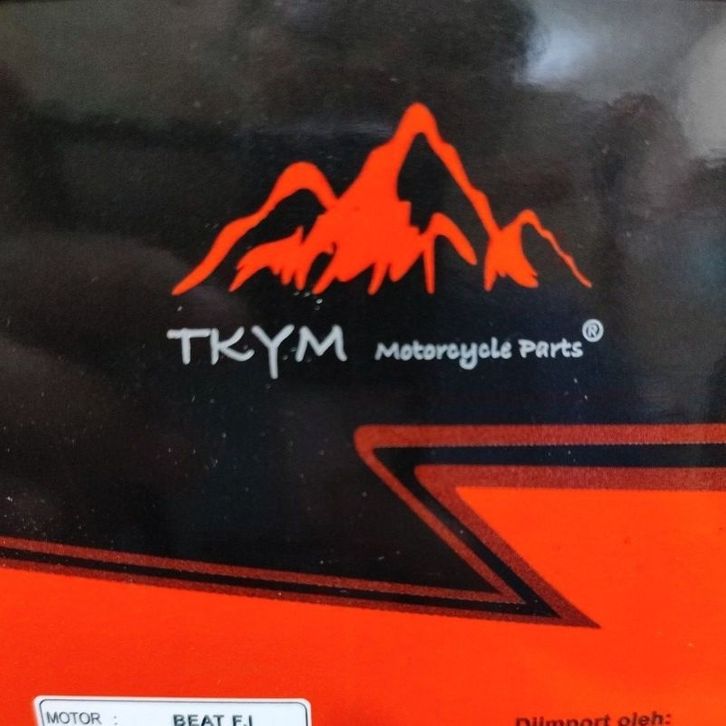 TKYM Motorcycle Parts®
MOTOR : BEAT F.I
Diimport oleh: